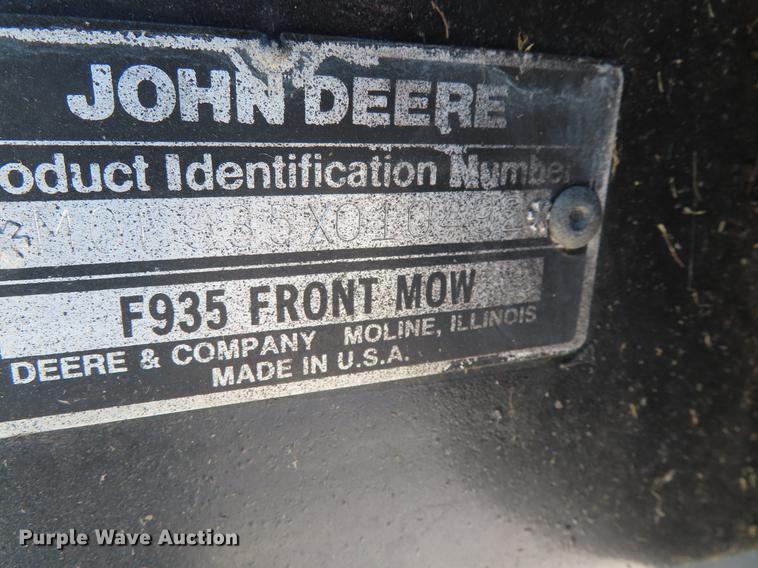 JOHN DEERE
oduct Identification Number
F935 FRONT MOW
DEERE & COMPANY MOLINE, ILLINOIS
MADE IN U.S.A.
Purple Wave Auction